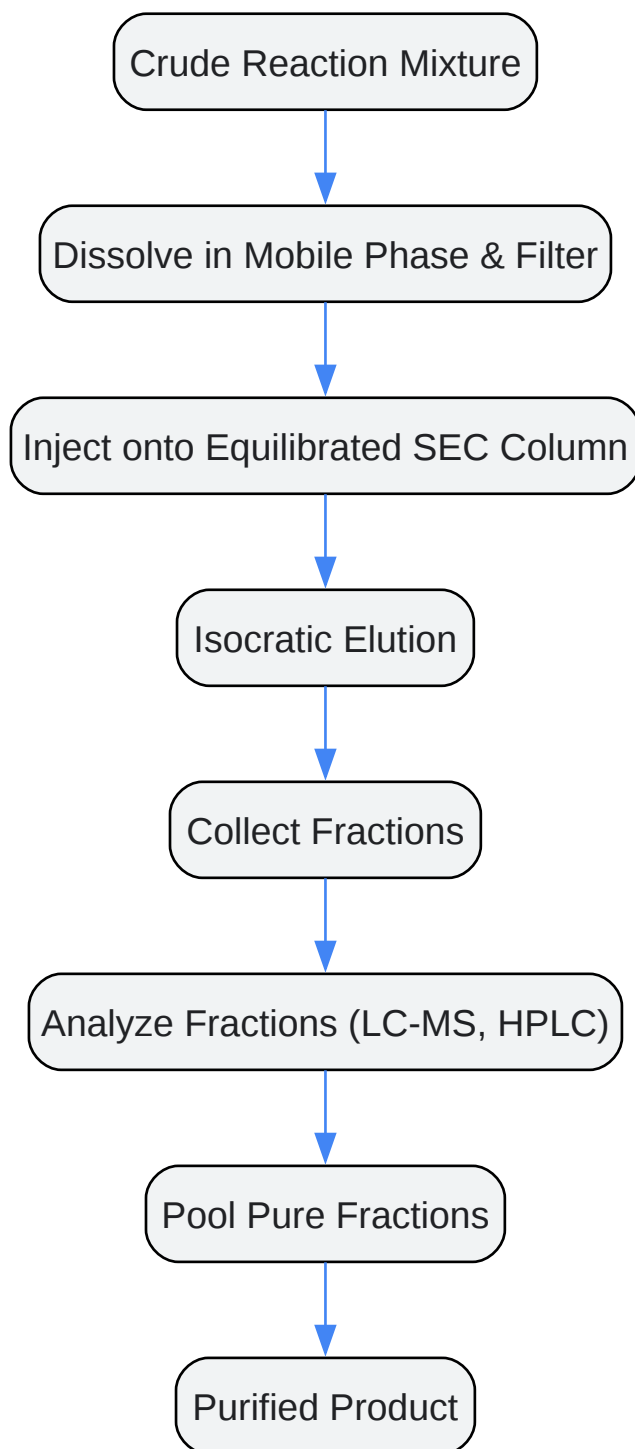 Crude Reaction Mixture
Dissolve in Mobile Phase & Filter
Inject onto Equilibrated SEC Column
Isocratic Elution
Collect Fractions
Analyze Fractions (LC-MS, HPLC)
Pool Pure Fractions
Purified Product